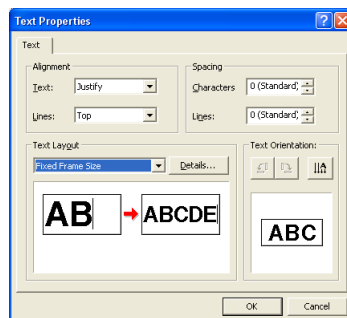 Text Properties
Text
Alignment
Text: Justify
Lines: Top
Spacing
Characters 0 (Standard)
Lines: 0 (Standard)
Text Layout
Fixed Frame Size Details...
AB ABCDE
Text Orientation:
ABC
OK Cancel